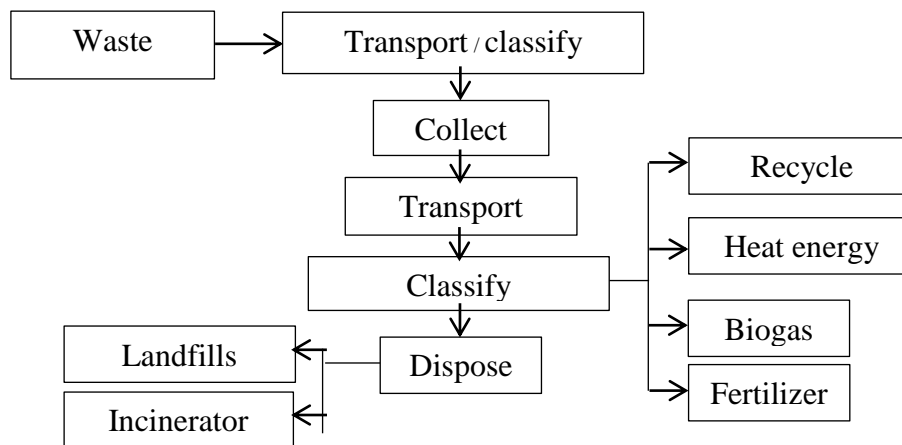 Waste
Transport / classify
Collect
Recycle
Transport
Heat energy
Classify
Biogas
Landfills
Dispose
Fertilizer
Incinerator